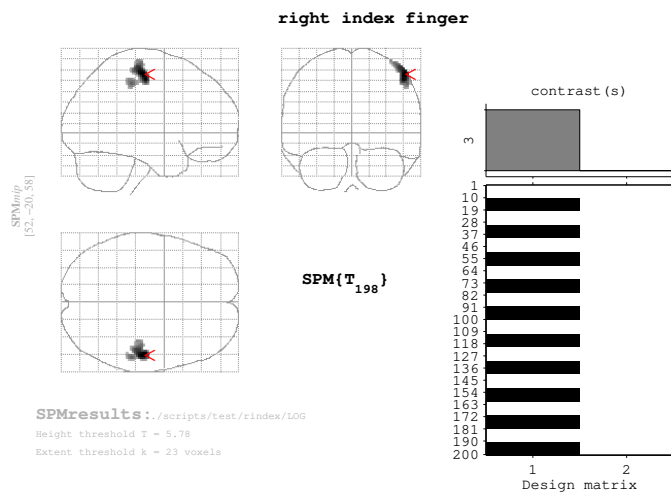 right index finger
SPMmip
[52, -20, 58]
SPM{T198}
SPMresults: ./scripts/test/rindex/LOG
Height threshold T = 5.78
Extent threshold k = 23 voxels
contrast(s)
3
1
10
19
28
37
46
55
64
73
82
91
100
109
118
127
136
145
154
163
172
181
190
200
1 2
Design matrix